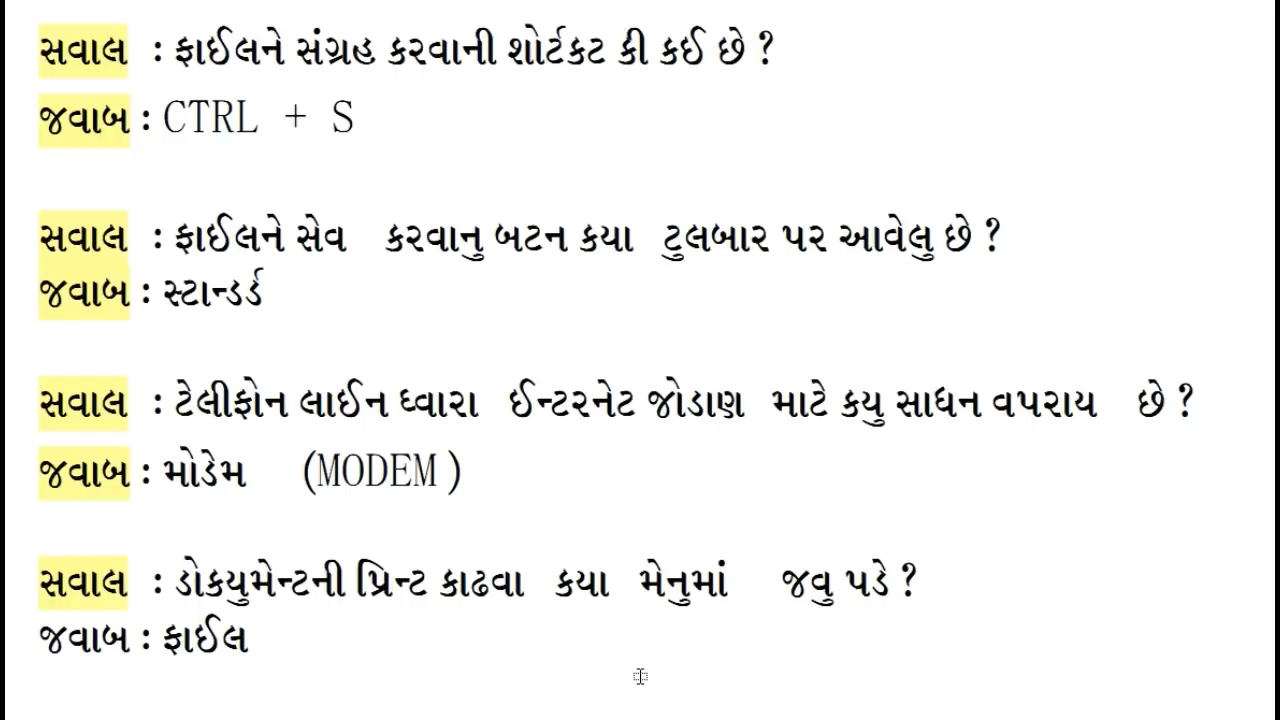 સવાલ : ફાઈલને સંગ્રહ કરવાની શોર્ટકટ કી કઈ છે ?
જવાબ : CTRL + S
સવાલ : ફાઈલને સેવ કરવાનુ બટન કયા ટુલબાર પર આવેલુ છે ?
જવાબ : સ્ટાન્ડર્ડ
સવાલ : ટેલીફોન લાઈન ઘ્વારા ઈન્ટરનેટ જોડાણ માટે કયુ સાધન વપરાય છે ?
જવાબ : મોડેમ (MODEM)
સવાલ : ડોકયુમેન્ટની પ્રિન્ટ કાઢવા કયા મેનુમાં જવુ પડે ?
જવાબ : ફાઈલ